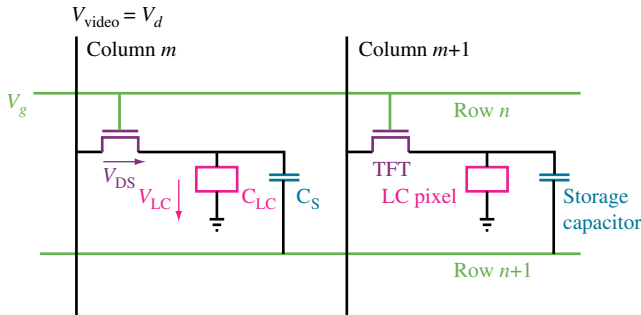 V_video = V_d
Column m
Column m+1
V_g
Row n
V_DS
TFT
V_LC
C_LC
C_S
LC pixel
Storage
capacitor
Row n+1